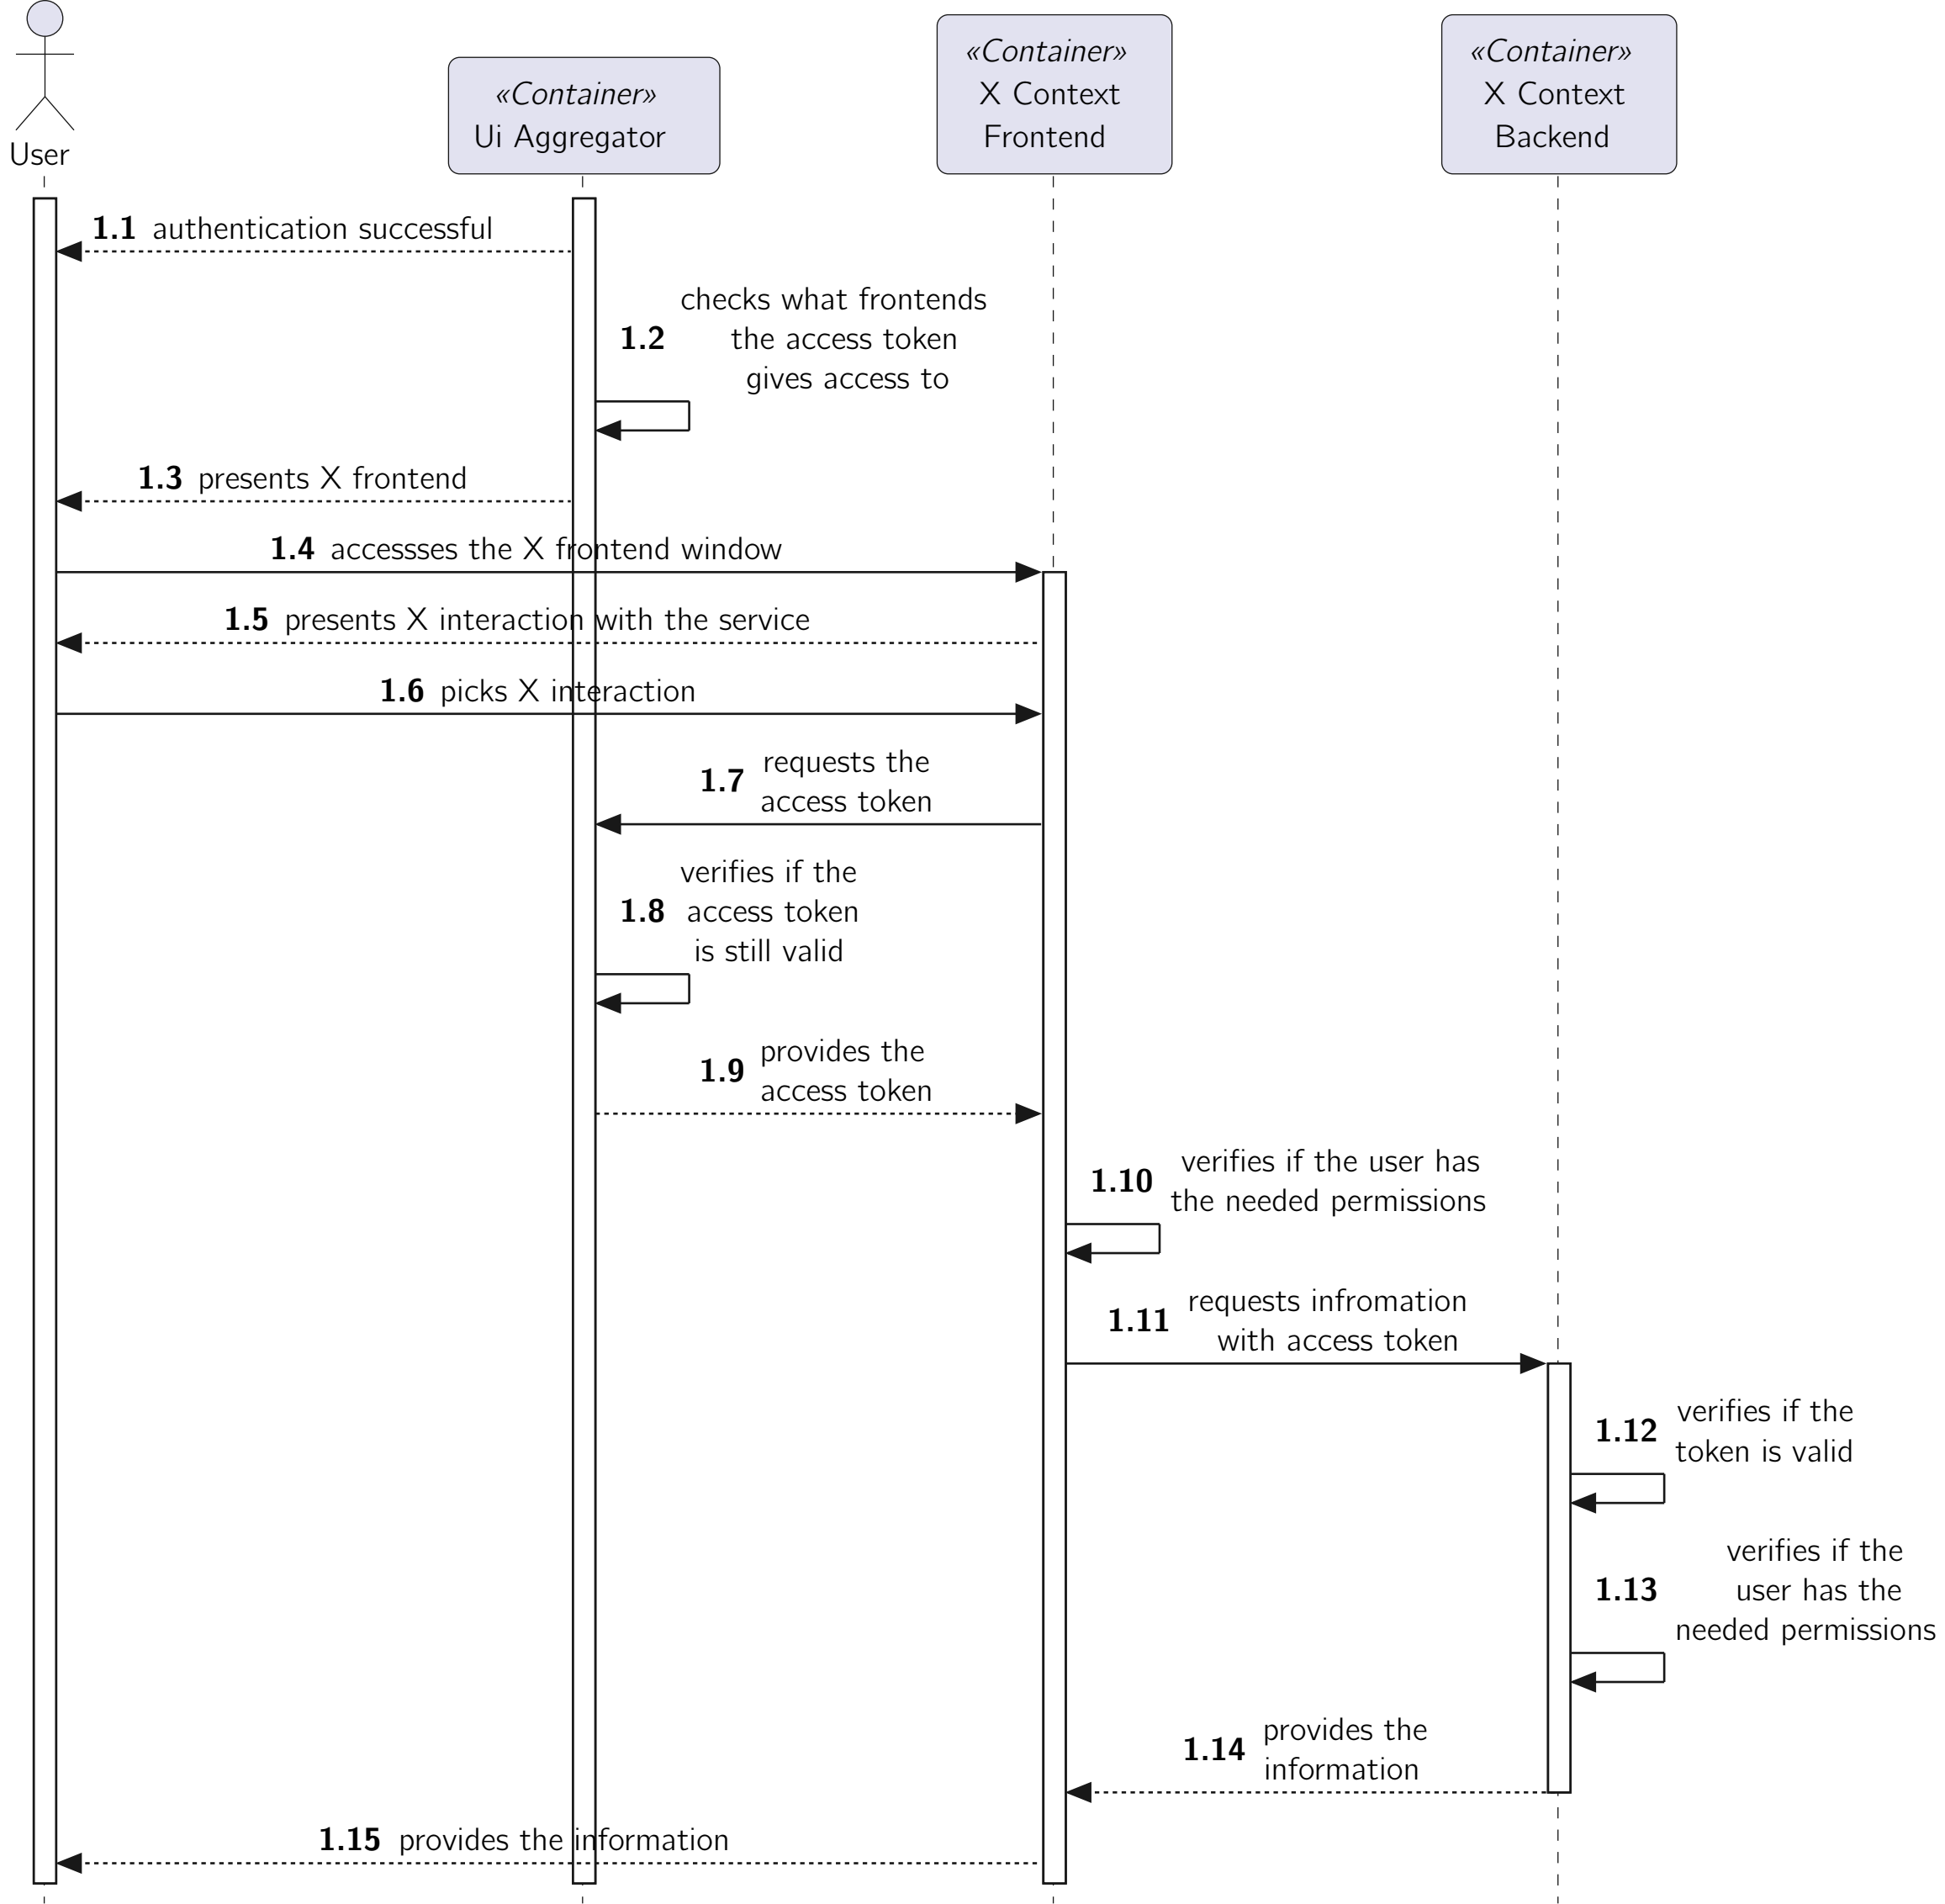 User
«Container»
Ui Aggregator
«Container»
X Context
Frontend
«Container»
X Context
Backend
1.1 authentication successful
checks what frontends
1.2 the access token
gives access to
1.3 presents X frontend
1.4 accessses the X frontend window
1.5 presents X interaction with the service
1.6 picks X interaction
1.7 requests the
access token
verifies if the
1.8 access token
is still valid
1.9 provides the
access token
1.10 verifies if the user has
the needed permissions
1.11 requests infromation
with access token
1.12 verifies if the
token is valid
verifies if the
1.13 user has the
needed permissions
1.14 provides the
information
1.15 provides the information